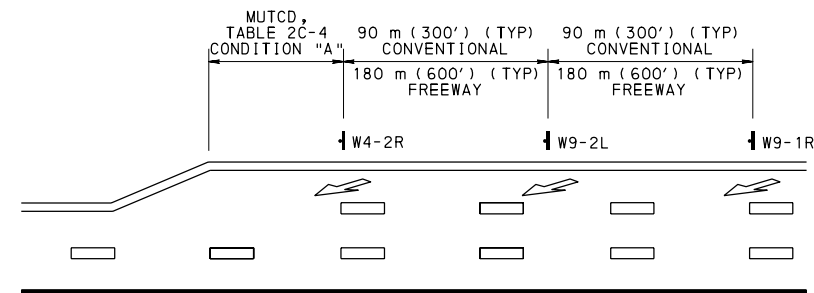 MUTCD,
TABLE 2C-4
CONDITION "A"
90 m (300') (TYP)
CONVENTIONAL
180 m (600') (TYP)
FREEWAY
90 m (300') (TYP)
CONVENTIONAL
180 m (600') (TYP)
FREEWAY
W4-2R
W9-2L
W9-1R